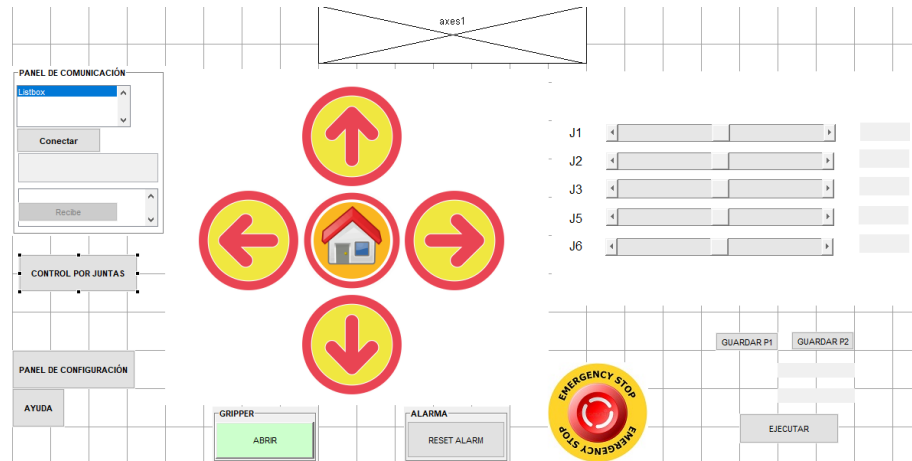 axes1
PANEL DE COMUNICACIÓN
Listbox
Conectar
Recibe
CONTROL POR JUNTAS
PANEL DE CONFIGURACIÓN
AYUDA
J1
J2
J3
J5
J6
GUARDAR P1
GUARDAR P2
EJECUTAR
EMERGENCY STOP
EMERGENCY STOP
GRIPPER
ABRIR
ALARMA
RESET ALARM